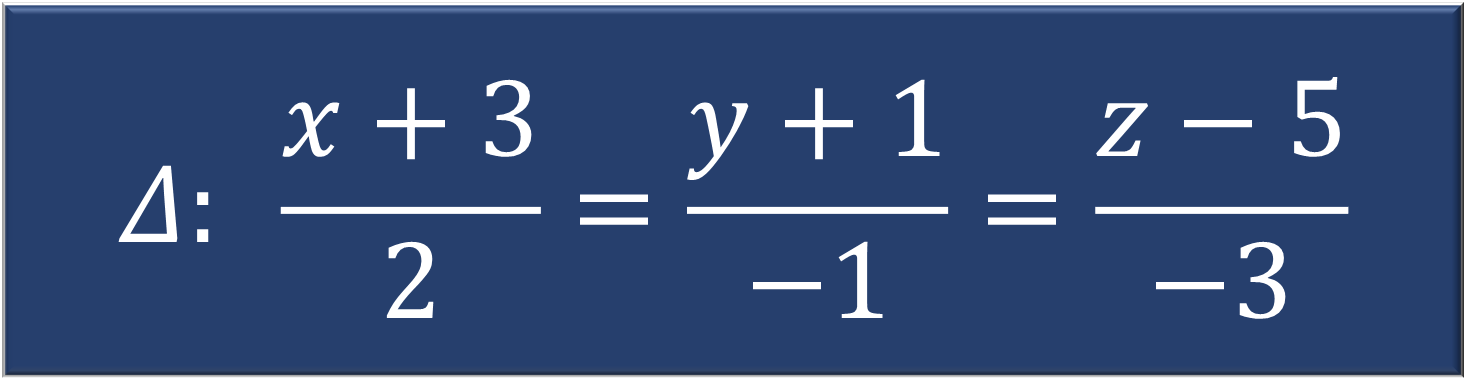 Δ: (x + 3)/2 = (y + 1)/−1 = (z − 5)/−3